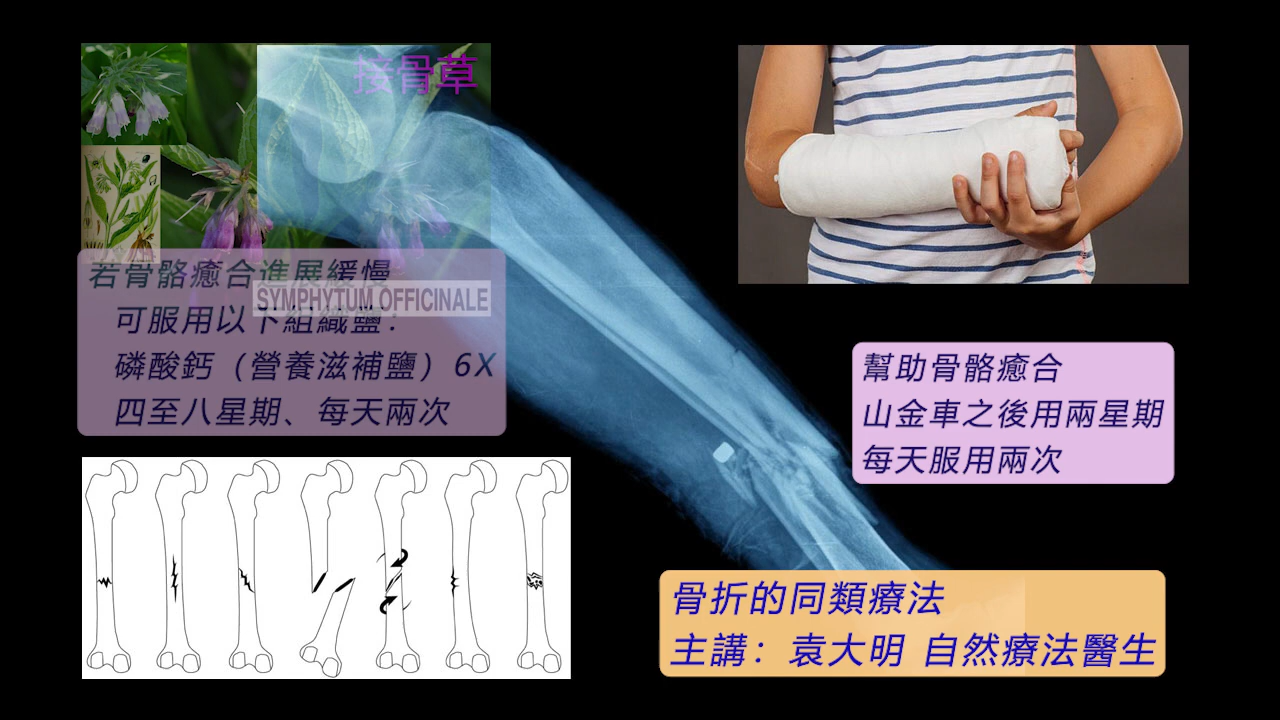 接骨草
若骨骼癒合進展緩慢
SYMPHYTUM OFFICINALE
可服用以下組織鹽：
磷酸鈣（營養滋補鹽）6X
四至八星期、每天兩次
幫助骨骼癒合
山金車之後用兩星期
每天服用兩次
骨折的同類療法
主講：袁大明 自然療法醫生